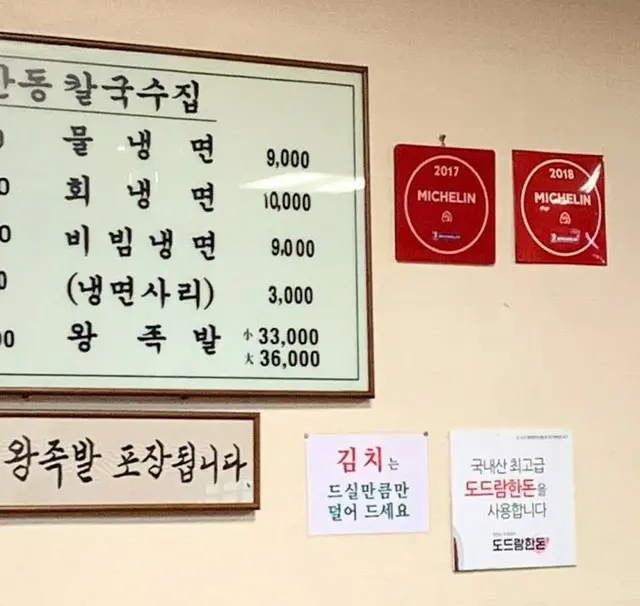 동 칼국수집
물 냉 면 9,000
회 냉 면 10,000
비 빔 냉 면 9,000
(냉면사리) 3,000
왕 족 발 小 33,000
大 36,000
왕족발 포장됩니다.
2017
MICHELIN
2018
MICHELIN
김치는
드실만큼만
덜어 드세요
국내산 최고급
도드람한돈을
사용합니다
도드람한돈